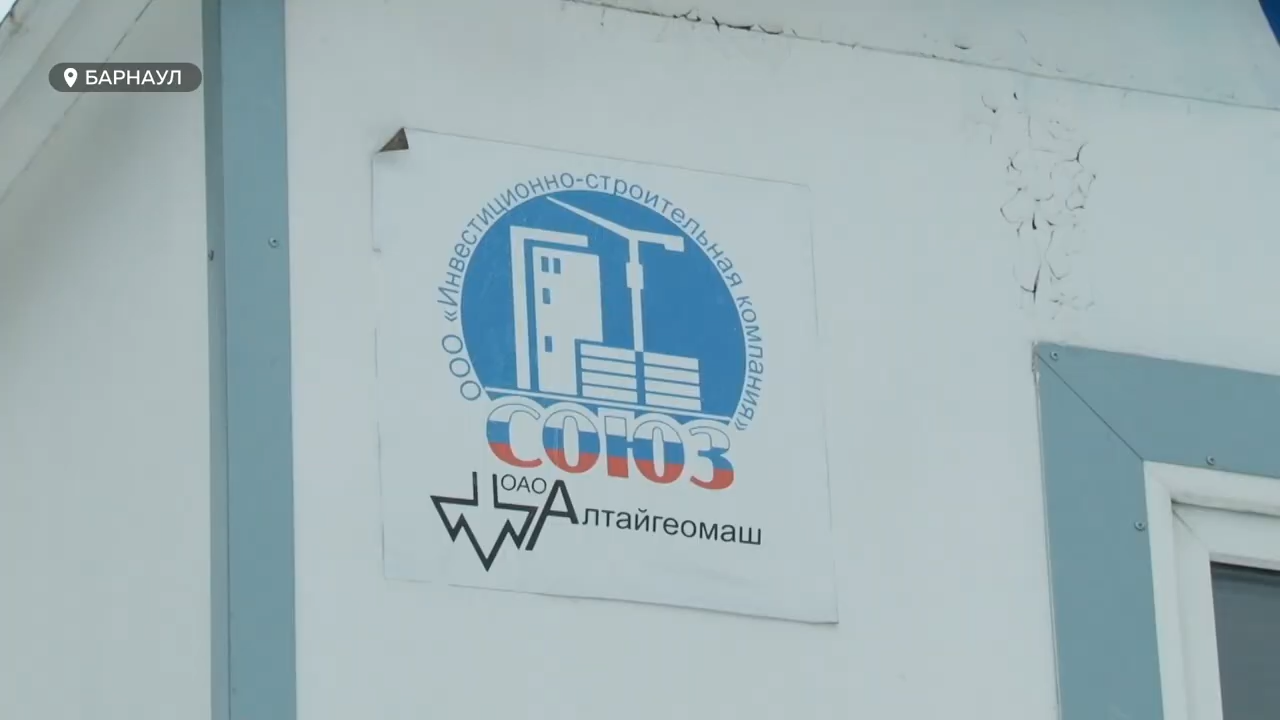 БАРНАУЛ
ООО «Инвестиционно-строительная компания»
СОЮЗ
ОАО
Алтайгеомаш